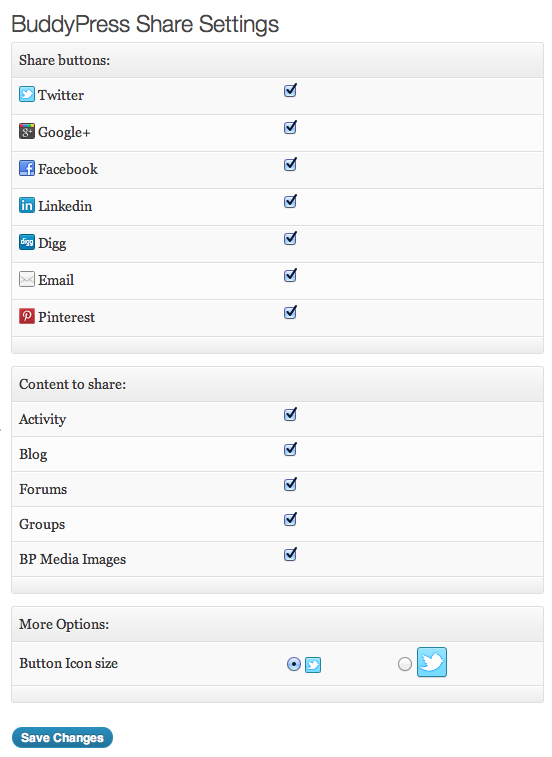 BuddyPress Share Settings
Share buttons:
Twitter
Google+
Facebook
Linkedin
Digg
Email
Pinterest
Content to share:
Activity
Blog
Forums
Groups
BP Media Images
More Options:
Button Icon size
Save Changes